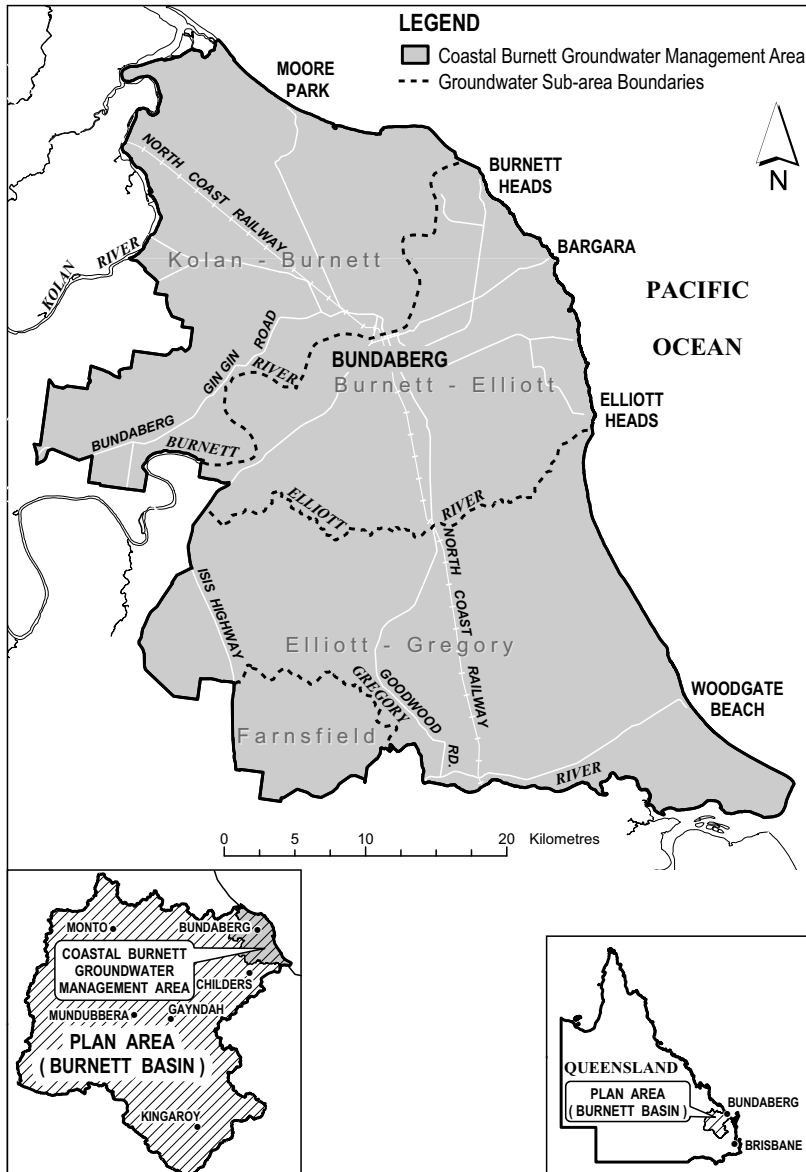 LEGEND
Coastal Burnett Groundwater Management Area
Groundwater Sub-area Boundaries
MOORE
PARK
N
BURNETT
HEADS
NORTH COAST RAILWAY
BARGARA
KOLAN RIVER
Kolan - Burnett
PACIFIC
OCEAN
GIN GIN ROAD
BUNDABERG
RIVER
Burnett - Elliott
ELLIOTT
HEADS
BUNDABERG
BURNETT
ELLIOTT
RIVER
NORTH COAST RAILWAY
ISIS HIGHWAY
Elliott - Gregory
GREGORY
GOODWOOD RD.
WOODGATE
BEACH
Farnsfield
RIVER
0 5 10 20 Kilometres
MONTO
BUNDABERG
COASTAL BURNETT
GROUNDWATER
MANAGEMENT AREA
CHILDERS
MUNDUBBERA
GAYNDAH
PLAN AREA
( BURNETT BASIN )
KINGAROY
QUEENSLAND
PLAN AREA
( BURNETT BASIN )
BUNDABERG
BRISBANE